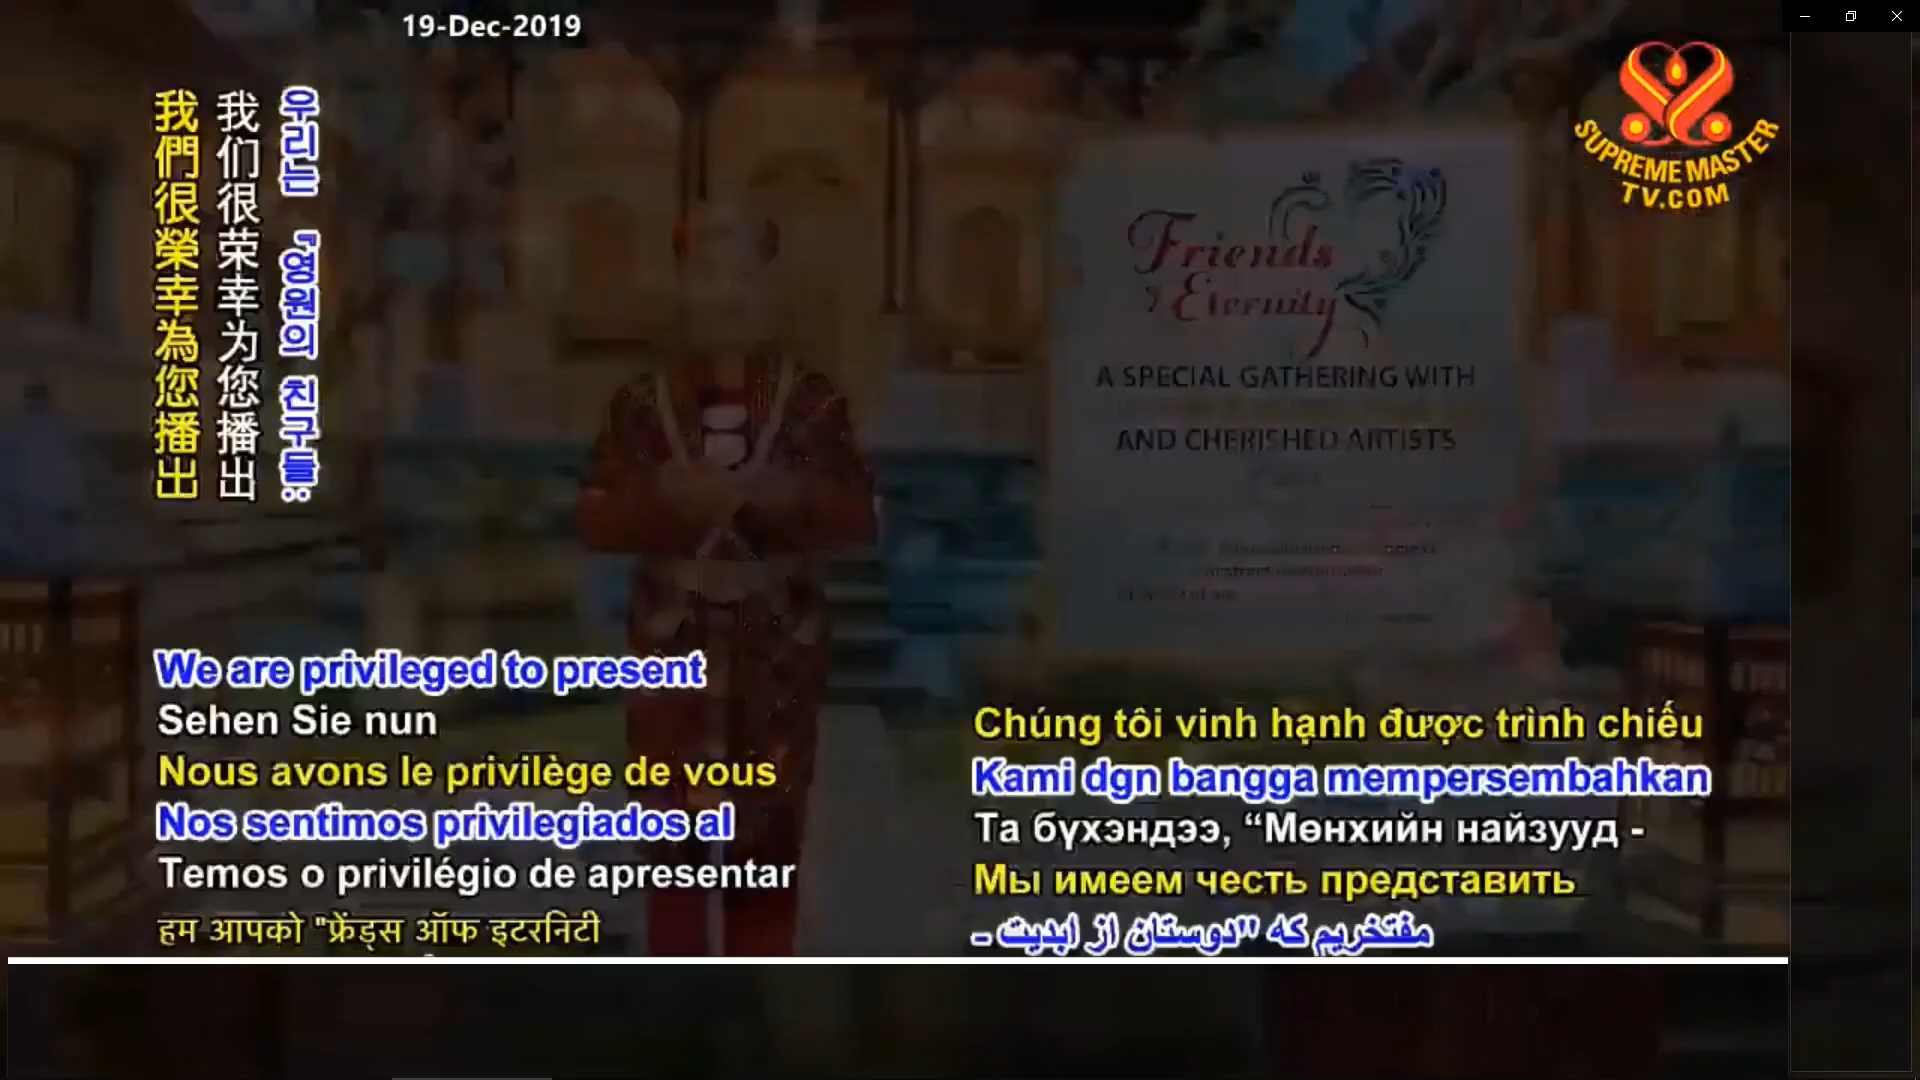 19-Dec-2019
SUPREME MASTER
TV.COM
我們很榮幸為您播出
我们很荣幸为您播出
우리는 『영원의 친구들:
Friends
of Eternity
A SPECIAL GATHERING WITH
AND CHERISHED ARTISTS
We are privileged to present
Sehen Sie nun
Nous avons le privilège de vous
Nos sentimos privilegiados al
Temos o privilégio de apresentar
हम आपको "फ्रेंड्स ऑफ इटरनिटी
Chúng tôi vinh hạnh được trình chiếu
Kami dgn bangga mempersembahkan
Та бүхэндээ, “Мөнхийн найзууд -
Мы имеем честь представить
مفتخریم که "دوستان از ابدیت -